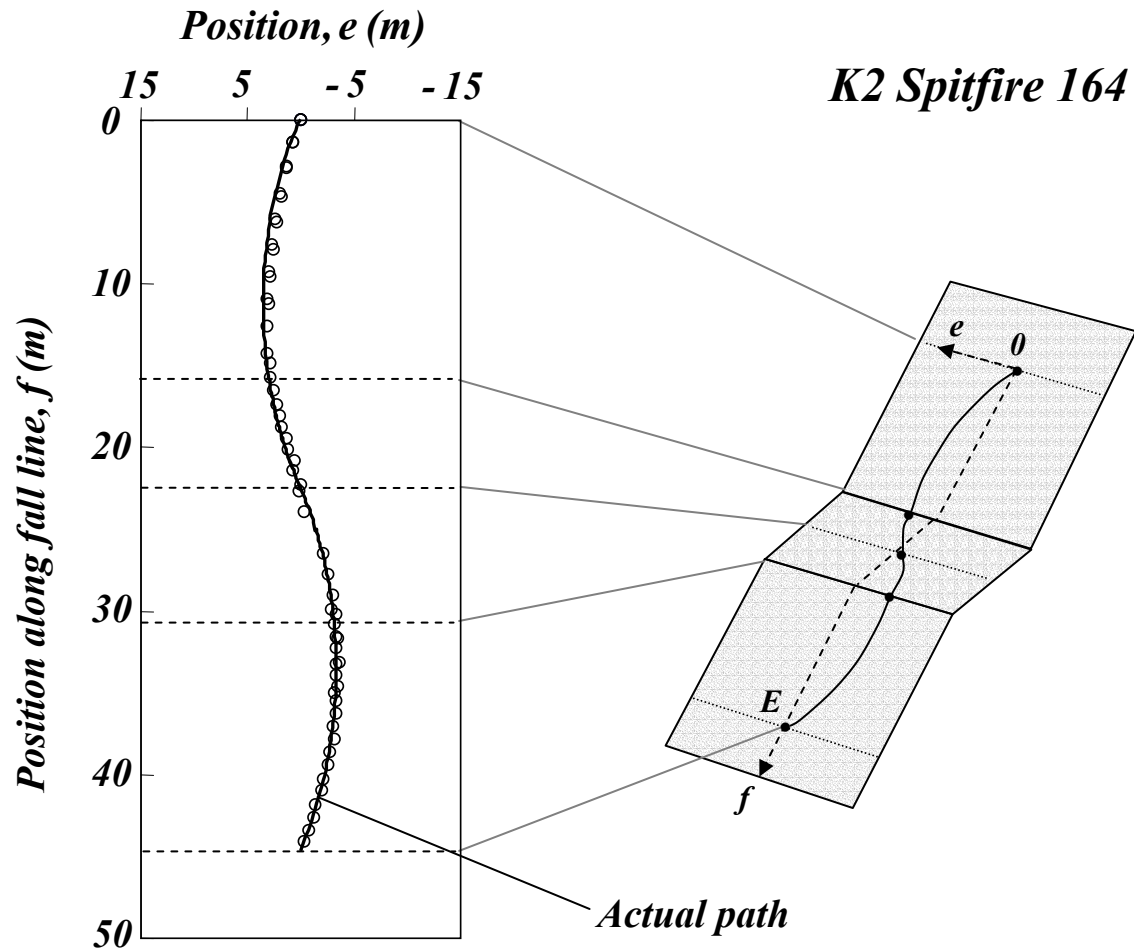 Position, e (m)
K2 Spitfire 164
15 5 - 5 - 15
0
10
20
30
40
50
Position along fall line, f (m)
e
0
E
f
Actual path